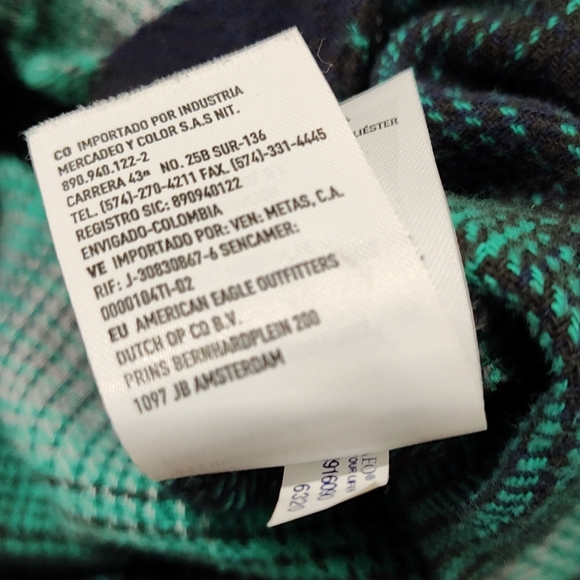 CO IMPORTADO POR INDUSTRIA
MERCADEO Y COLOR S.A.S NIT.
890.940.122-2
CARRERA 43ᵃ NO. 25B SUR-136
TEL. (574)-270-4211 FAX. (574)-331-4445
REGISTRO SIC: 890940122
ENVIGADO-COLOMBIA
VE IMPORTADO POR: VEN: METAS, C.A.
RIF: J-30830867-6 SENCAMER:
0000104TI-02
EU AMERICAN EAGLE OUTFITTERS
DUTCH OP CO B.V.
PRINS BERNHARDPLEIN 200
1097 JB AMSTERDAM